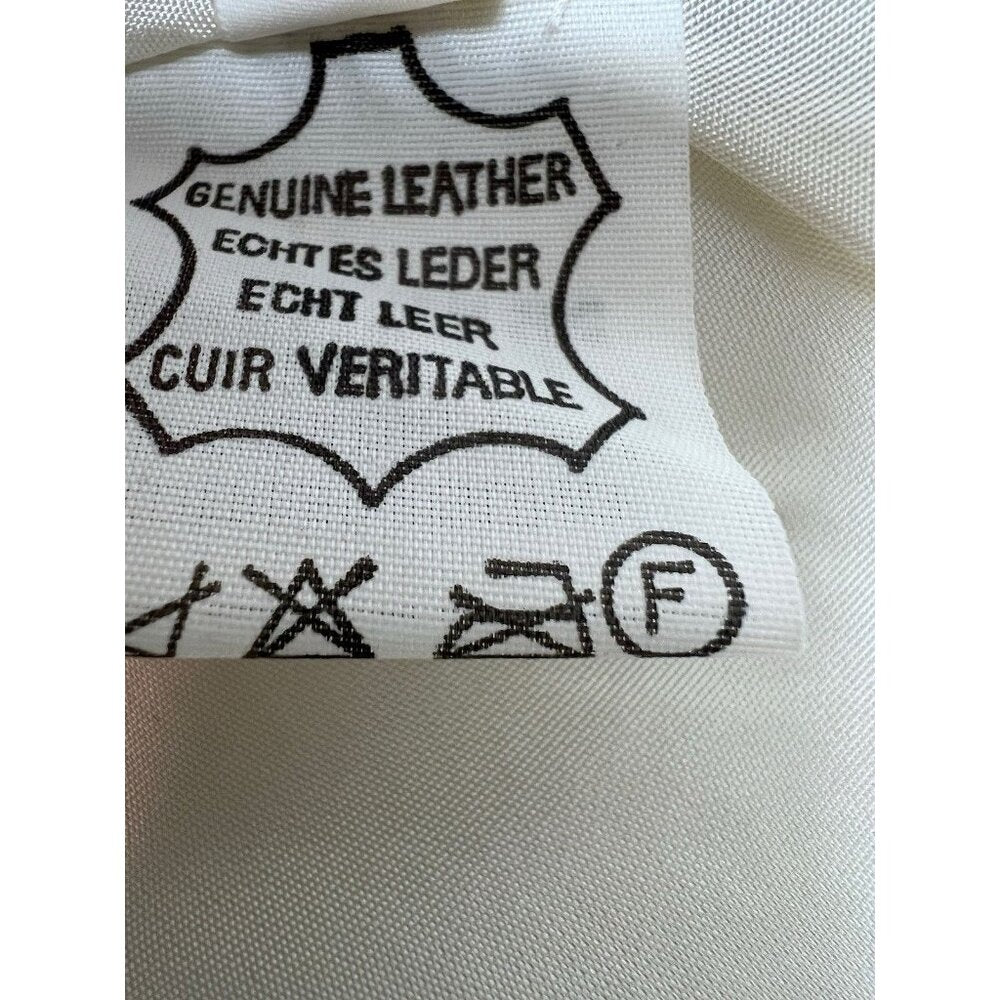 GENUINE LEATHER
ECHTES LEDER
ECHT LEER
CUIR VERITABLE
F